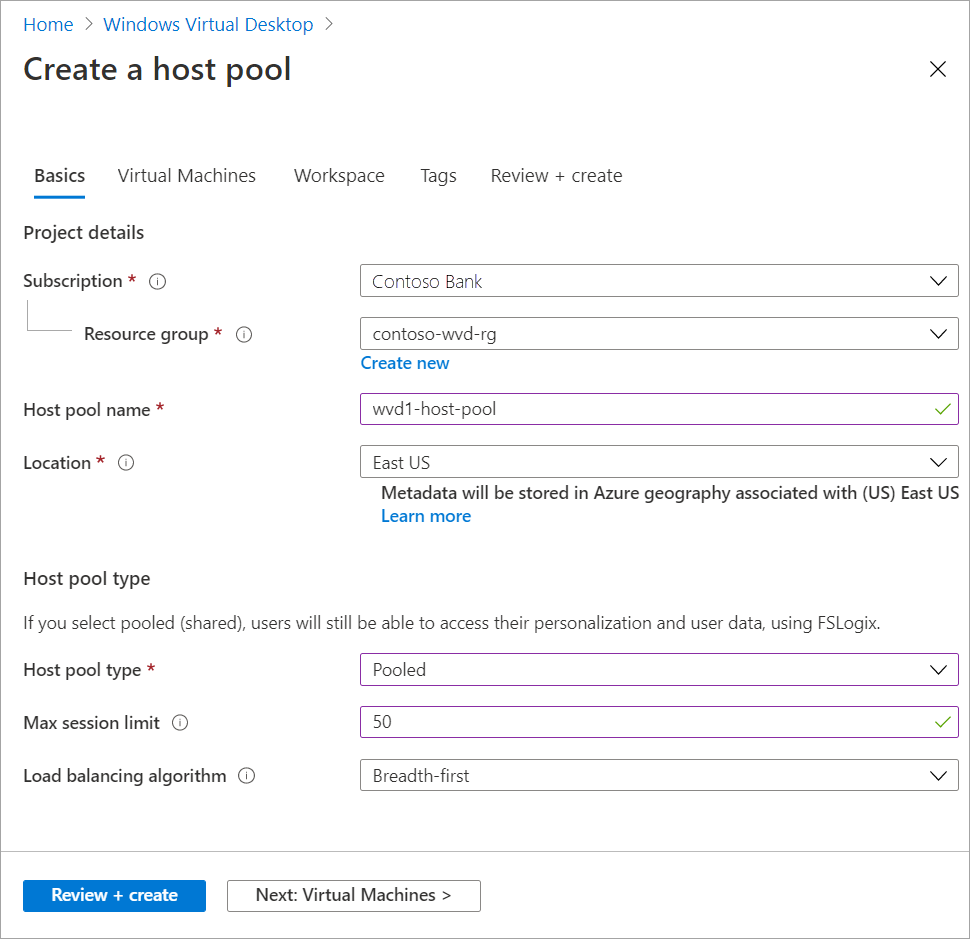 Home > Windows Virtual Desktop >
Create a host pool
Basics Virtual Machines Workspace Tags Review + create
Project details
Subscription * Contoso Bank
Resource group * contoso-wvd-rg
Create new
Host pool name * wvd1-host-pool
Location * East US
Metadata will be stored in Azure geography associated with (US) East US
Learn more
Host pool type
If you select pooled (shared), users will still be able to access their personalization and user data, using FSLogix.
Host pool type * Pooled
Max session limit 50
Load balancing algorithm Breadth-first
Review + create Next: Virtual Machines >